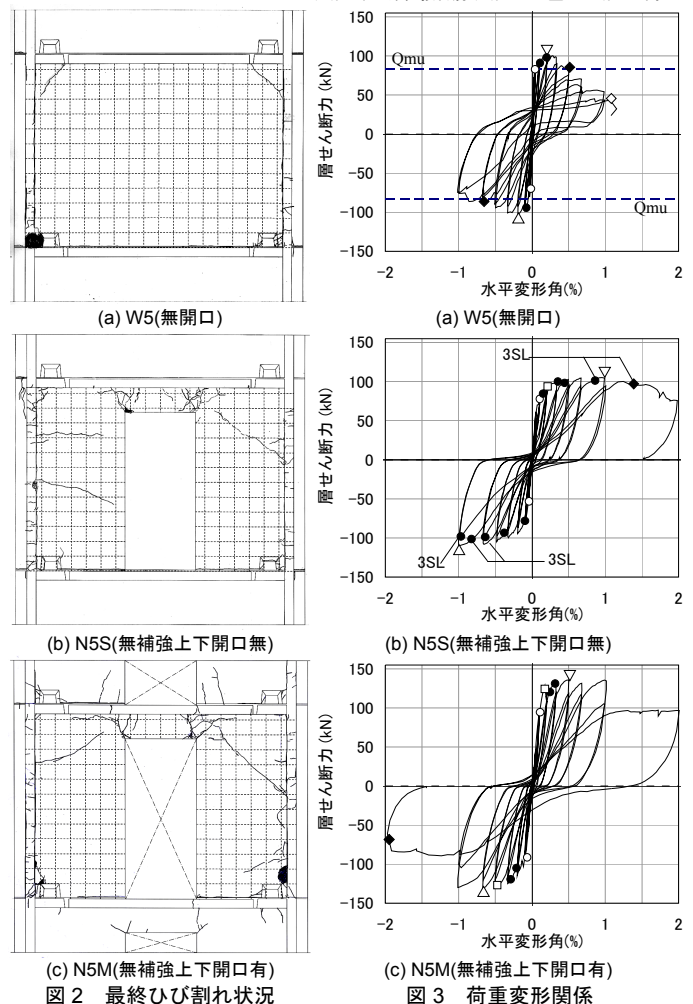 150
100
50
0
-50
-100
-150
Qmu
Qmu
層せん断力 (kN)
-2 -1 0 1 2
水平変形角(%)
(a) W5(無開口)
(a) W5(無開口)
150
100
50
0
-50
-100
-150
3SL
3SL
3SL
層せん断力 (kN)
-2 -1 0 1 2
水平変形角(%)
(b) N5S(無補強上下開口無)
(b) N5S(無補強上下開口無)
150
100
50
0
-50
-100
-150
層せん断力 (kN)
-2 -1 0 1 2
水平変形角(%)
(c) N5M(無補強上下開口有)
(c) N5M(無補強上下開口有)
図 2 最終ひび割れ状況
図 3 荷重変形関係